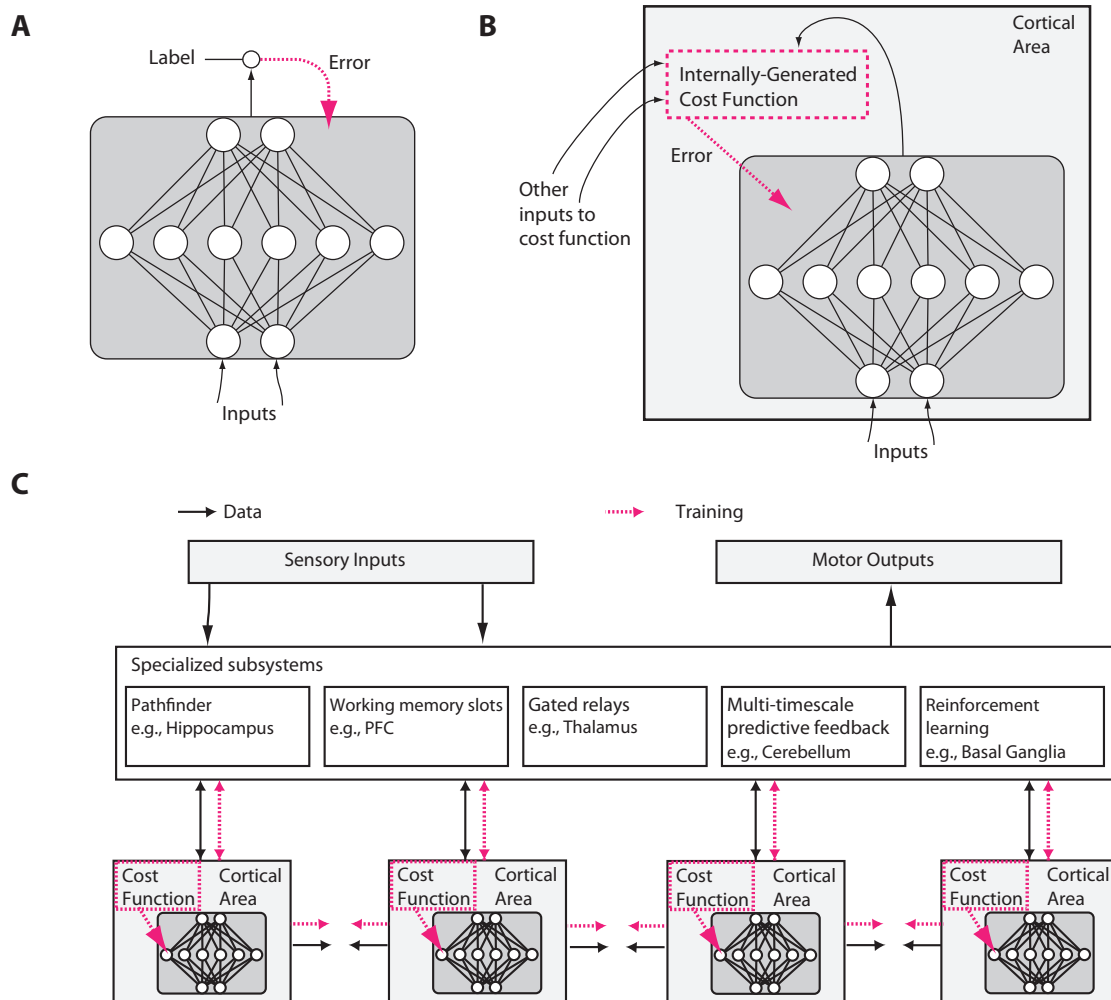 A
Label
Error
Inputs
B
Cortical
Area
Internally-Generated
Cost Function
Error
Other
inputs to
cost function
Inputs
C
Data
Training
Sensory Inputs
Motor Outputs
Specialized subsystems
Pathfinder
e.g., Hippocampus
Working memory slots
e.g., PFC
Gated relays
e.g., Thalamus
Multi-timescale
predictive feedback
e.g., Cerebellum
Reinforcement
learning
e.g., Basal Ganglia
Cost
Function
Cortical
Area
Cost
Function
Cortical
Area
Cost
Function
Cortical
Area
Cost
Function
Cortical
Area